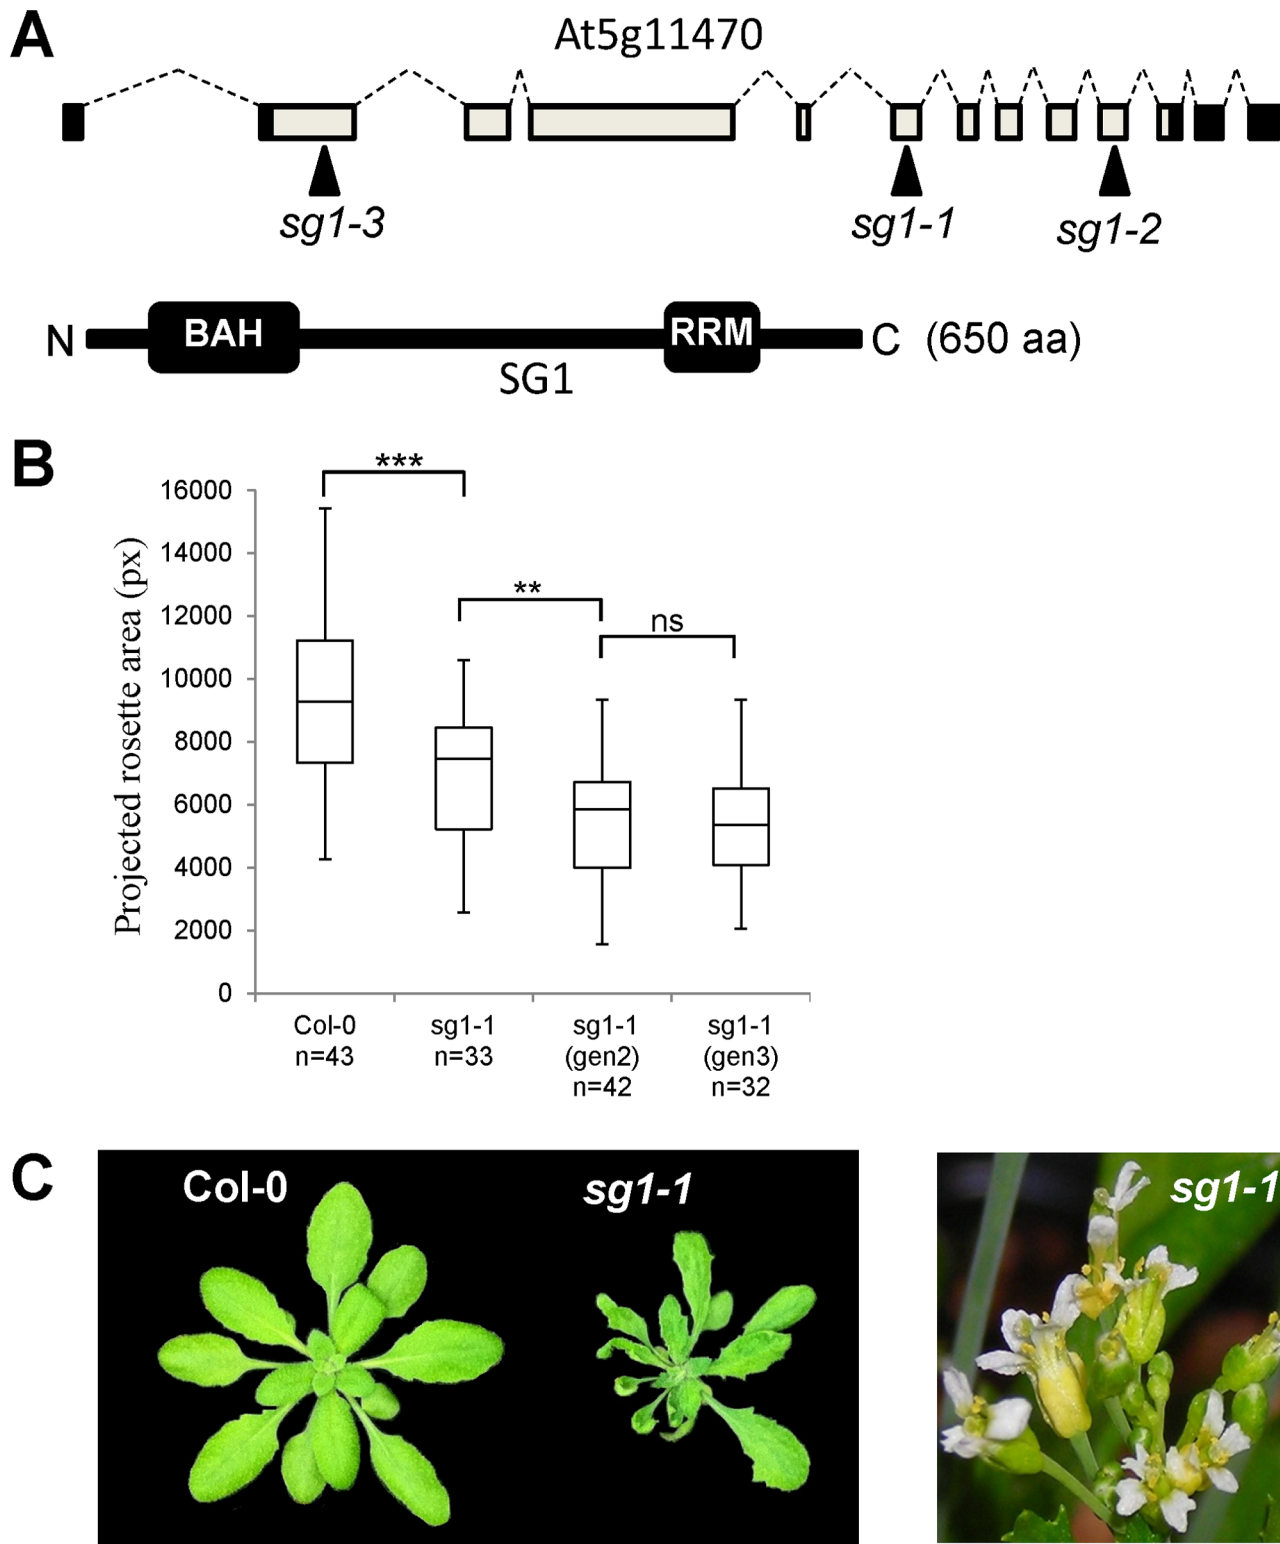 A
At5g11470
sg1-3
sg1-1
sg1-2
N
BAH
RRM
C (650 aa)
SG1
B
***
**
ns
Projected rosette area (px)
16000
14000
12000
10000
8000
6000
4000
2000
0
Col-0
n=43
sg1-1
n=33
sg1-1
(gen2)
n=42
sg1-1
(gen3)
n=32
C
Col-0
sg1-1
sg1-1